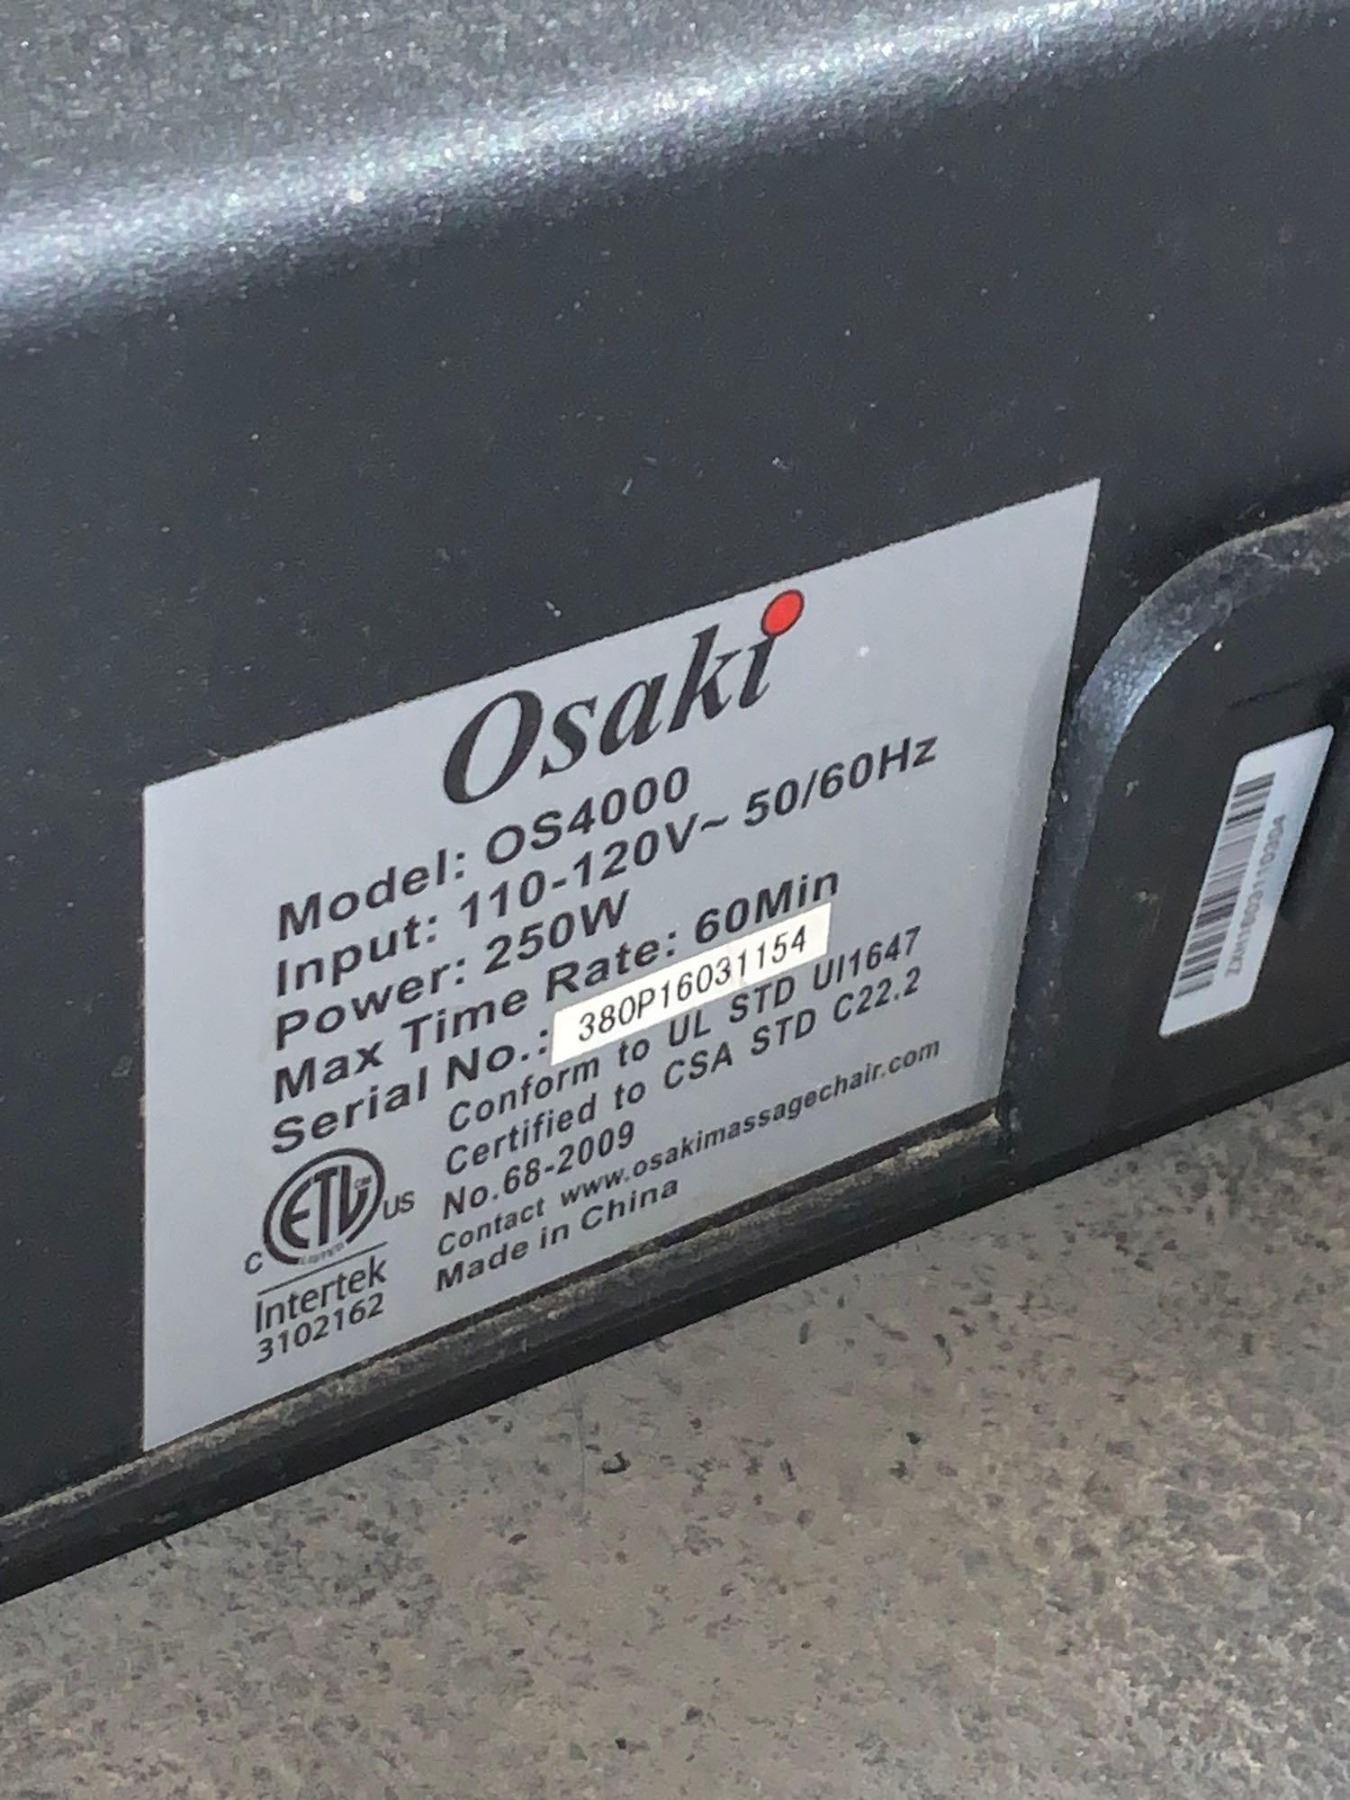 Osaki
Model: OS4000
Input: 110-120V~ 50/60Hz
Power: 250W
Max Time Rate: 60Min
Serial No.: 380P16031154
Conform to UL STD UI1647
Certified to CSA STD C22.2
No.68-2009
Contact www.osakimassagechair.com
Made in China
ETL
C US
Intertek
3102162